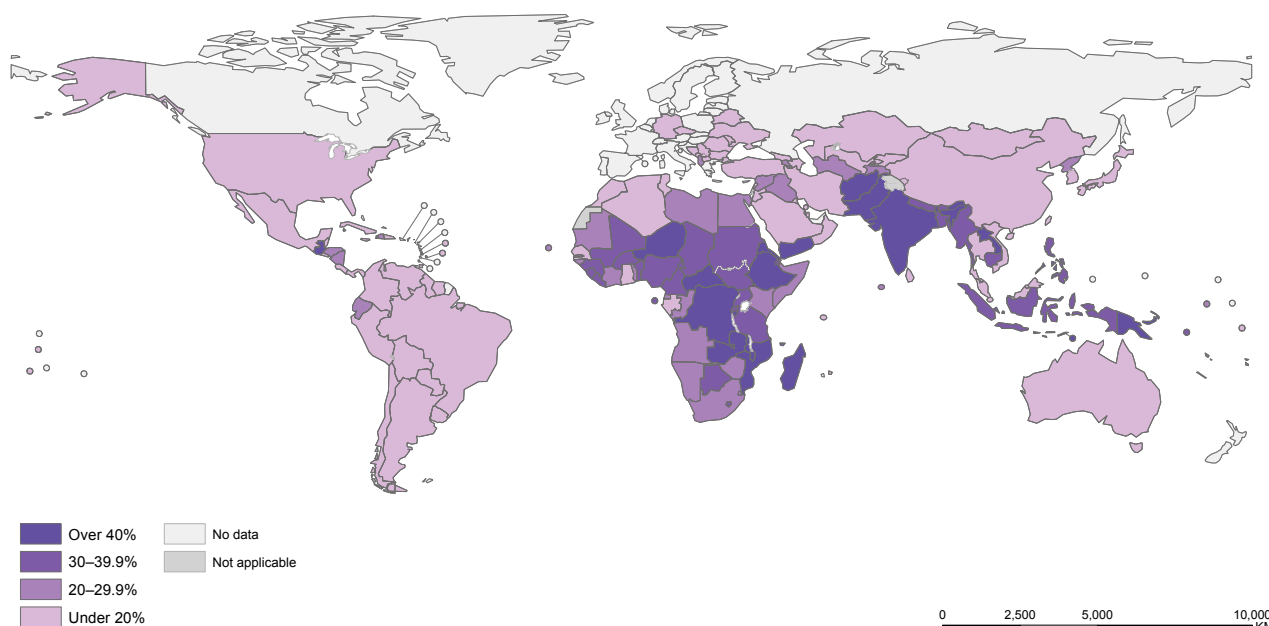 Over 40%
30–39.9%
20–29.9%
Under 20%
No data
Not applicable
0 2,500 5,000 10,000